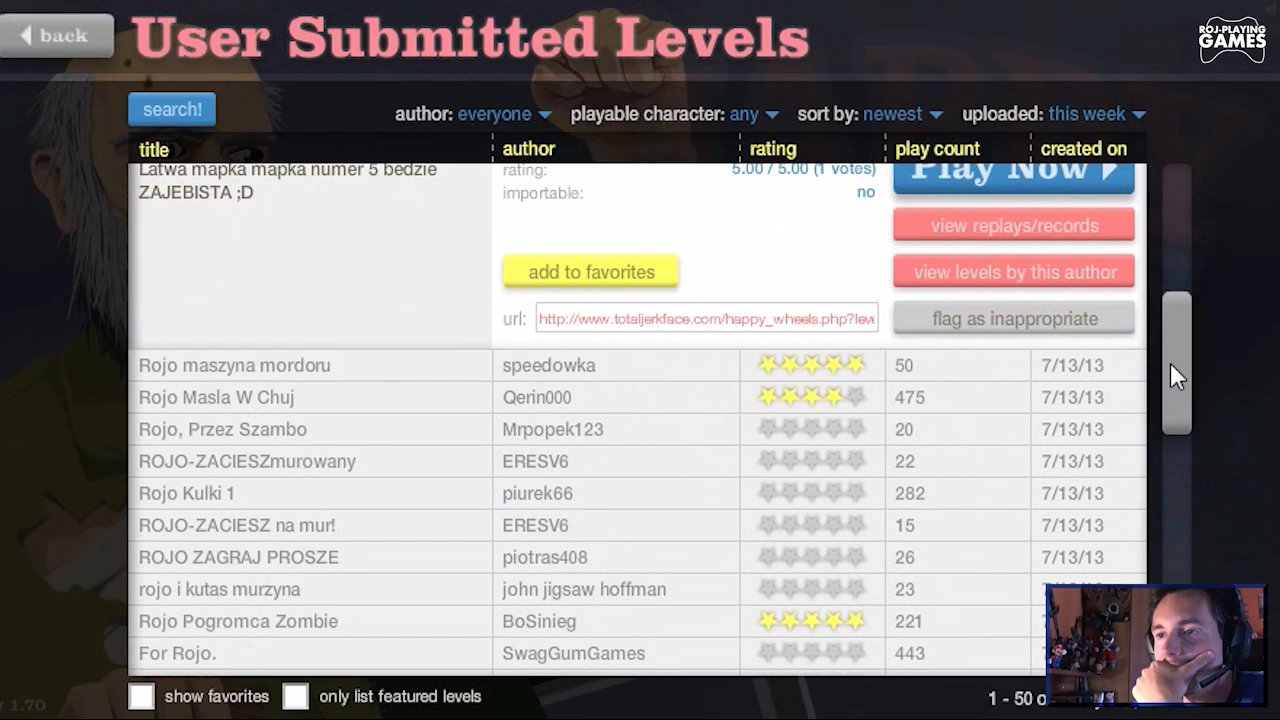 back
User Submitted Levels
ROJ-PLAYING
GAMES
search!
author: everyone
playable character: any
sort by: newest
uploaded: this week
title author rating play count created on
Latwa mapka mapka numer 5 bedzie
ZAJEBISTA ;D
rating: 5.00 / 5.00 (1 votes)
importable: no
Play Now
view replays/records
add to favorites
view levels by this author
url: http://www.totaljerkface.com/happy_wheels.php?leve
flag as inappropriate
Rojo maszyna mordoru speedowka 50 7/13/13
Rojo Masla W Chuj Qerin000 475 7/13/13
Rojo, Przez Szambo Mrpopek123 20 7/13/13
ROJO-ZACIESZmurowany ERESV6 22 7/13/13
Rojo Kulki 1 piurek66 282 7/13/13
ROJO-ZACIESZ na mur! ERESV6 15 7/13/13
ROJO ZAGRAJ PROSZE piotras408 26 7/13/13
rojo i kutas murzyna john jigsaw hoffman 23
Rojo Pogromca Zombie BoSinieg 221
For Rojo. SwagGumGames 443
show favorites
only list featured levels
1 - 50
v 1.70